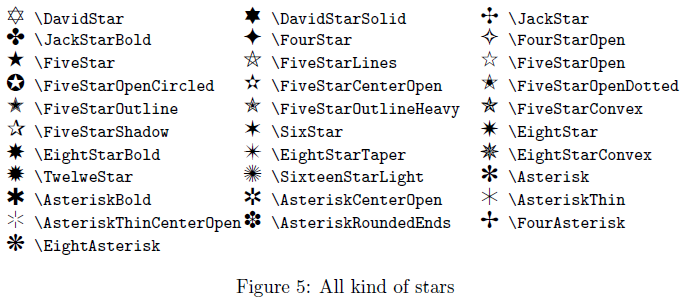 ✡ \DavidStar ✶ \DavidStarSolid ✢ \JackStar
✤ \JackStarBold ✦ \FourStar ✧ \FourStarOpen
★ \FiveStar ⛤ \FiveStarLines ☆ \FiveStarOpen
✪ \FiveStarOpenCircled ✫ \FiveStarCenterOpen ✬ \FiveStarOpenDotted
✭ \FiveStarOutline ✮ \FiveStarOutlineHeavy ✯ \FiveStarConvex
✰ \FiveStarShadow ✶ \SixStar ✷ \EightStar
✸ \EightStarBold ✴ \EightStarTaper ✵ \EightStarConvex
✹ \TwelweStar ✺ \SixteenStarLight ✻ \Asterisk
✱ \AsteriskBold ✲ \AsteriskCenterOpen ✳ \AsteriskThin
⁜ \AsteriskThinCenterOpen ❉ \AsteriskRoundedEnds ✢ \FourAsterisk
❋ \EightAsterisk
Figure 5: All kind of stars